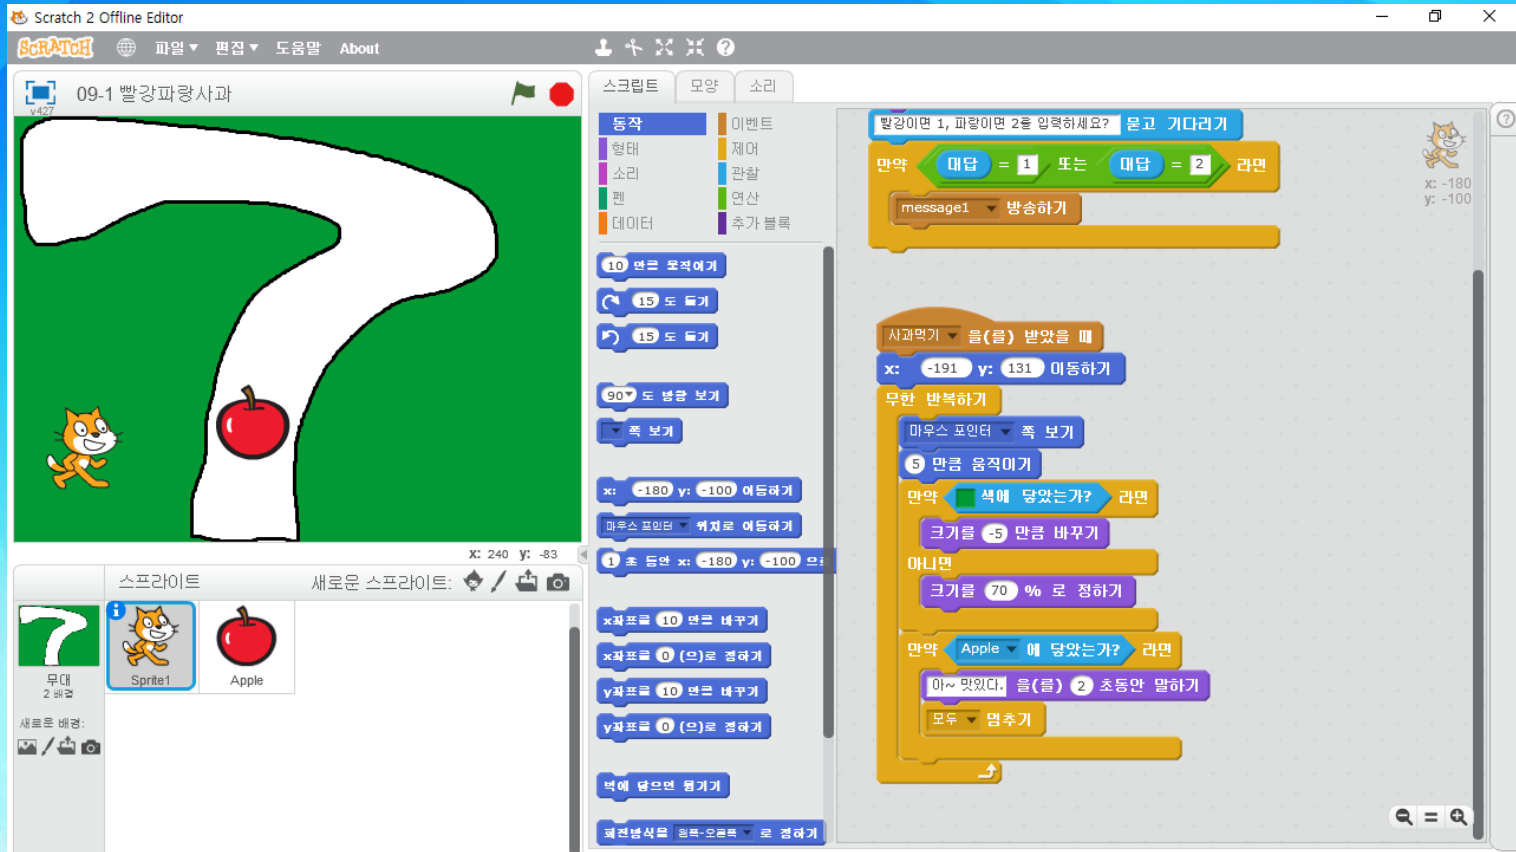 Scratch 2 Offline Editor
SCRATCH 파일 편집 도움말 About
v427
09-1 빨강파랑사과
스크립트 모양 소리
동작 이벤트
형태 제어
소리 관찰
펜 연산
데이터 추가 블록
10 만큼 움직이기
15 도 돌기
15 도 돌기
90 도 방향 보기
쪽 보기
x: -180 y: -100 이동하기
마우스 포인터 위치로 이동하기
1 초 동안 x: -180 y: -100 으로
x좌표를 10 만큼 바꾸기
x좌표를 0 (으)로 정하기
y좌표를 10 만큼 바꾸기
y좌표를 0 (으)로 정하기
벽에 닿으면 튕기기
회전방식을 왼쪽-오른쪽 로 정하기
빨강이면 1, 파랑이면 2를 입력하세요? 묻고 기다리기
만약 대답 = 1 또는 대답 = 2 라면
message1 방송하기
사과먹기 을(를) 받았을 때
x: -191 y: 131 이동하기
무한 반복하기
마우스 포인터 쪽 보기
5 만큼 움직이기
만약 색에 닿았는가? 라면
크기를 -5 만큼 바꾸기
아니면
크기를 70 % 로 정하기
만약 Apple 에 닿았는가? 라면
아~ 맛있다. 을(를) 2 초동안 말하기
모두 멈추기
x: -180
y: -100
x: 240 y: -83
스프라이트 새로운 스프라이트:
무대
2 배경
새로운 배경:
Sprite1
Apple